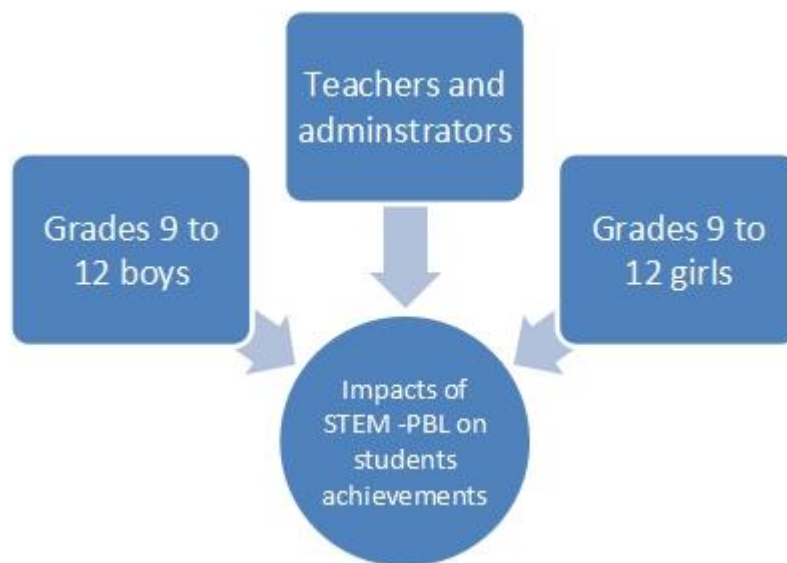 Teachers and
adminstrators
Grades 9 to
12 boys
Grades 9 to
12 girls
Impacts of
STEM -PBL on
students
achievements